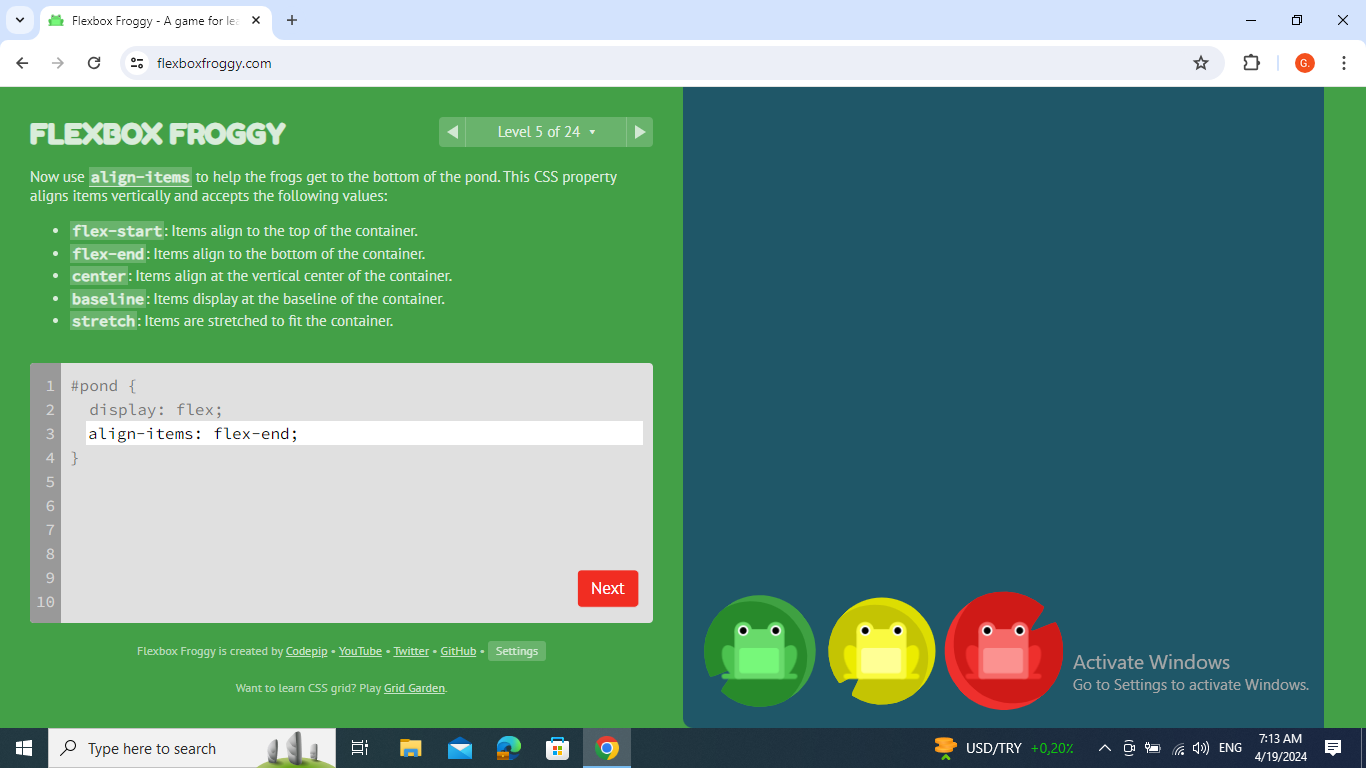 Flexbox Froggy - A game for lea
flexboxfroggy.com
G.
FLEXBOX FROGGY
Level 5 of 24
Now use align-items to help the frogs get to the bottom of the pond. This CSS property
aligns items vertically and accepts the following values:
flex-start: Items align to the top of the container.
flex-end: Items align to the bottom of the container.
center: Items align at the vertical center of the container.
baseline: Items display at the baseline of the container.
stretch: Items are stretched to fit the container.
1 #pond {
2 display: flex;
3 align-items: flex-end;
4 }
5
6
7
8
9
10
Next
Flexbox Froggy is created by Codepip • YouTube • Twitter • GitHub • Settings
Want to learn CSS grid? Play Grid Garden.
Activate Windows
Go to Settings to activate Windows.
Type here to search
USD/TRY +0,20%
ENG
7:13 AM
4/19/2024